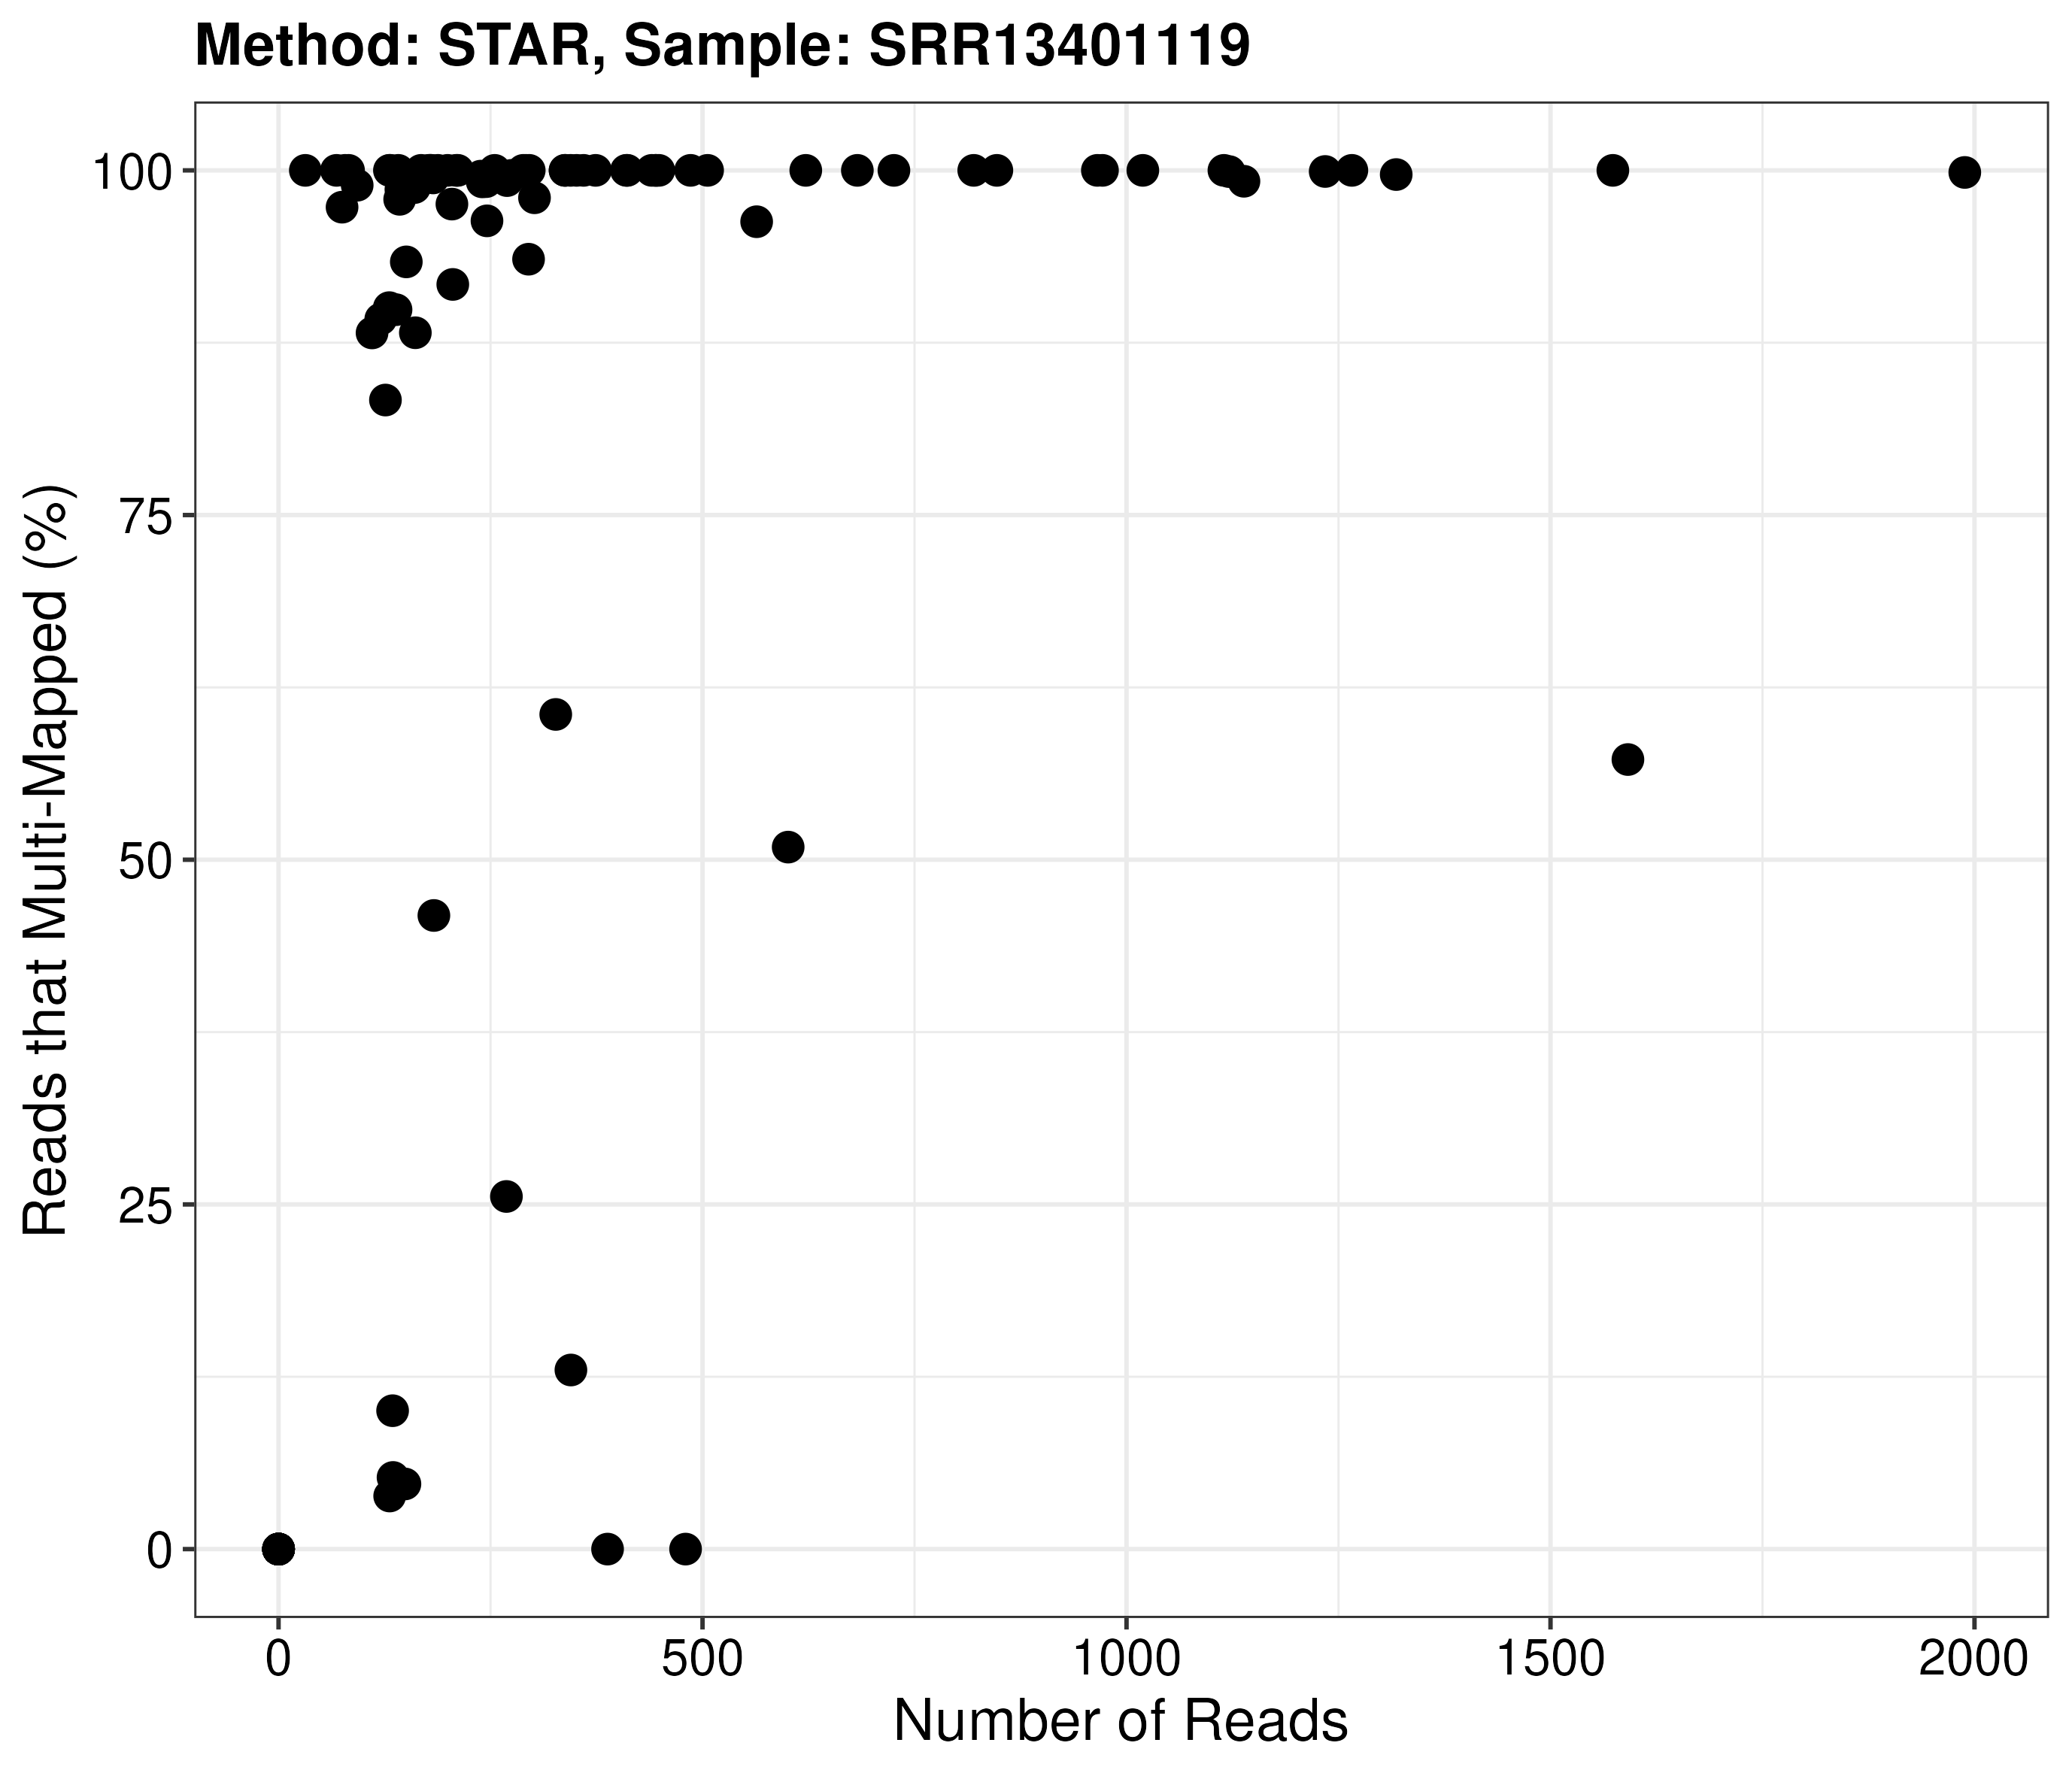 Method: STAR, Sample: SRR13401119
Reads that Multi-Mapped (%)
100
75
50
25
0
0 500 1000 1500 2000
Number of Reads